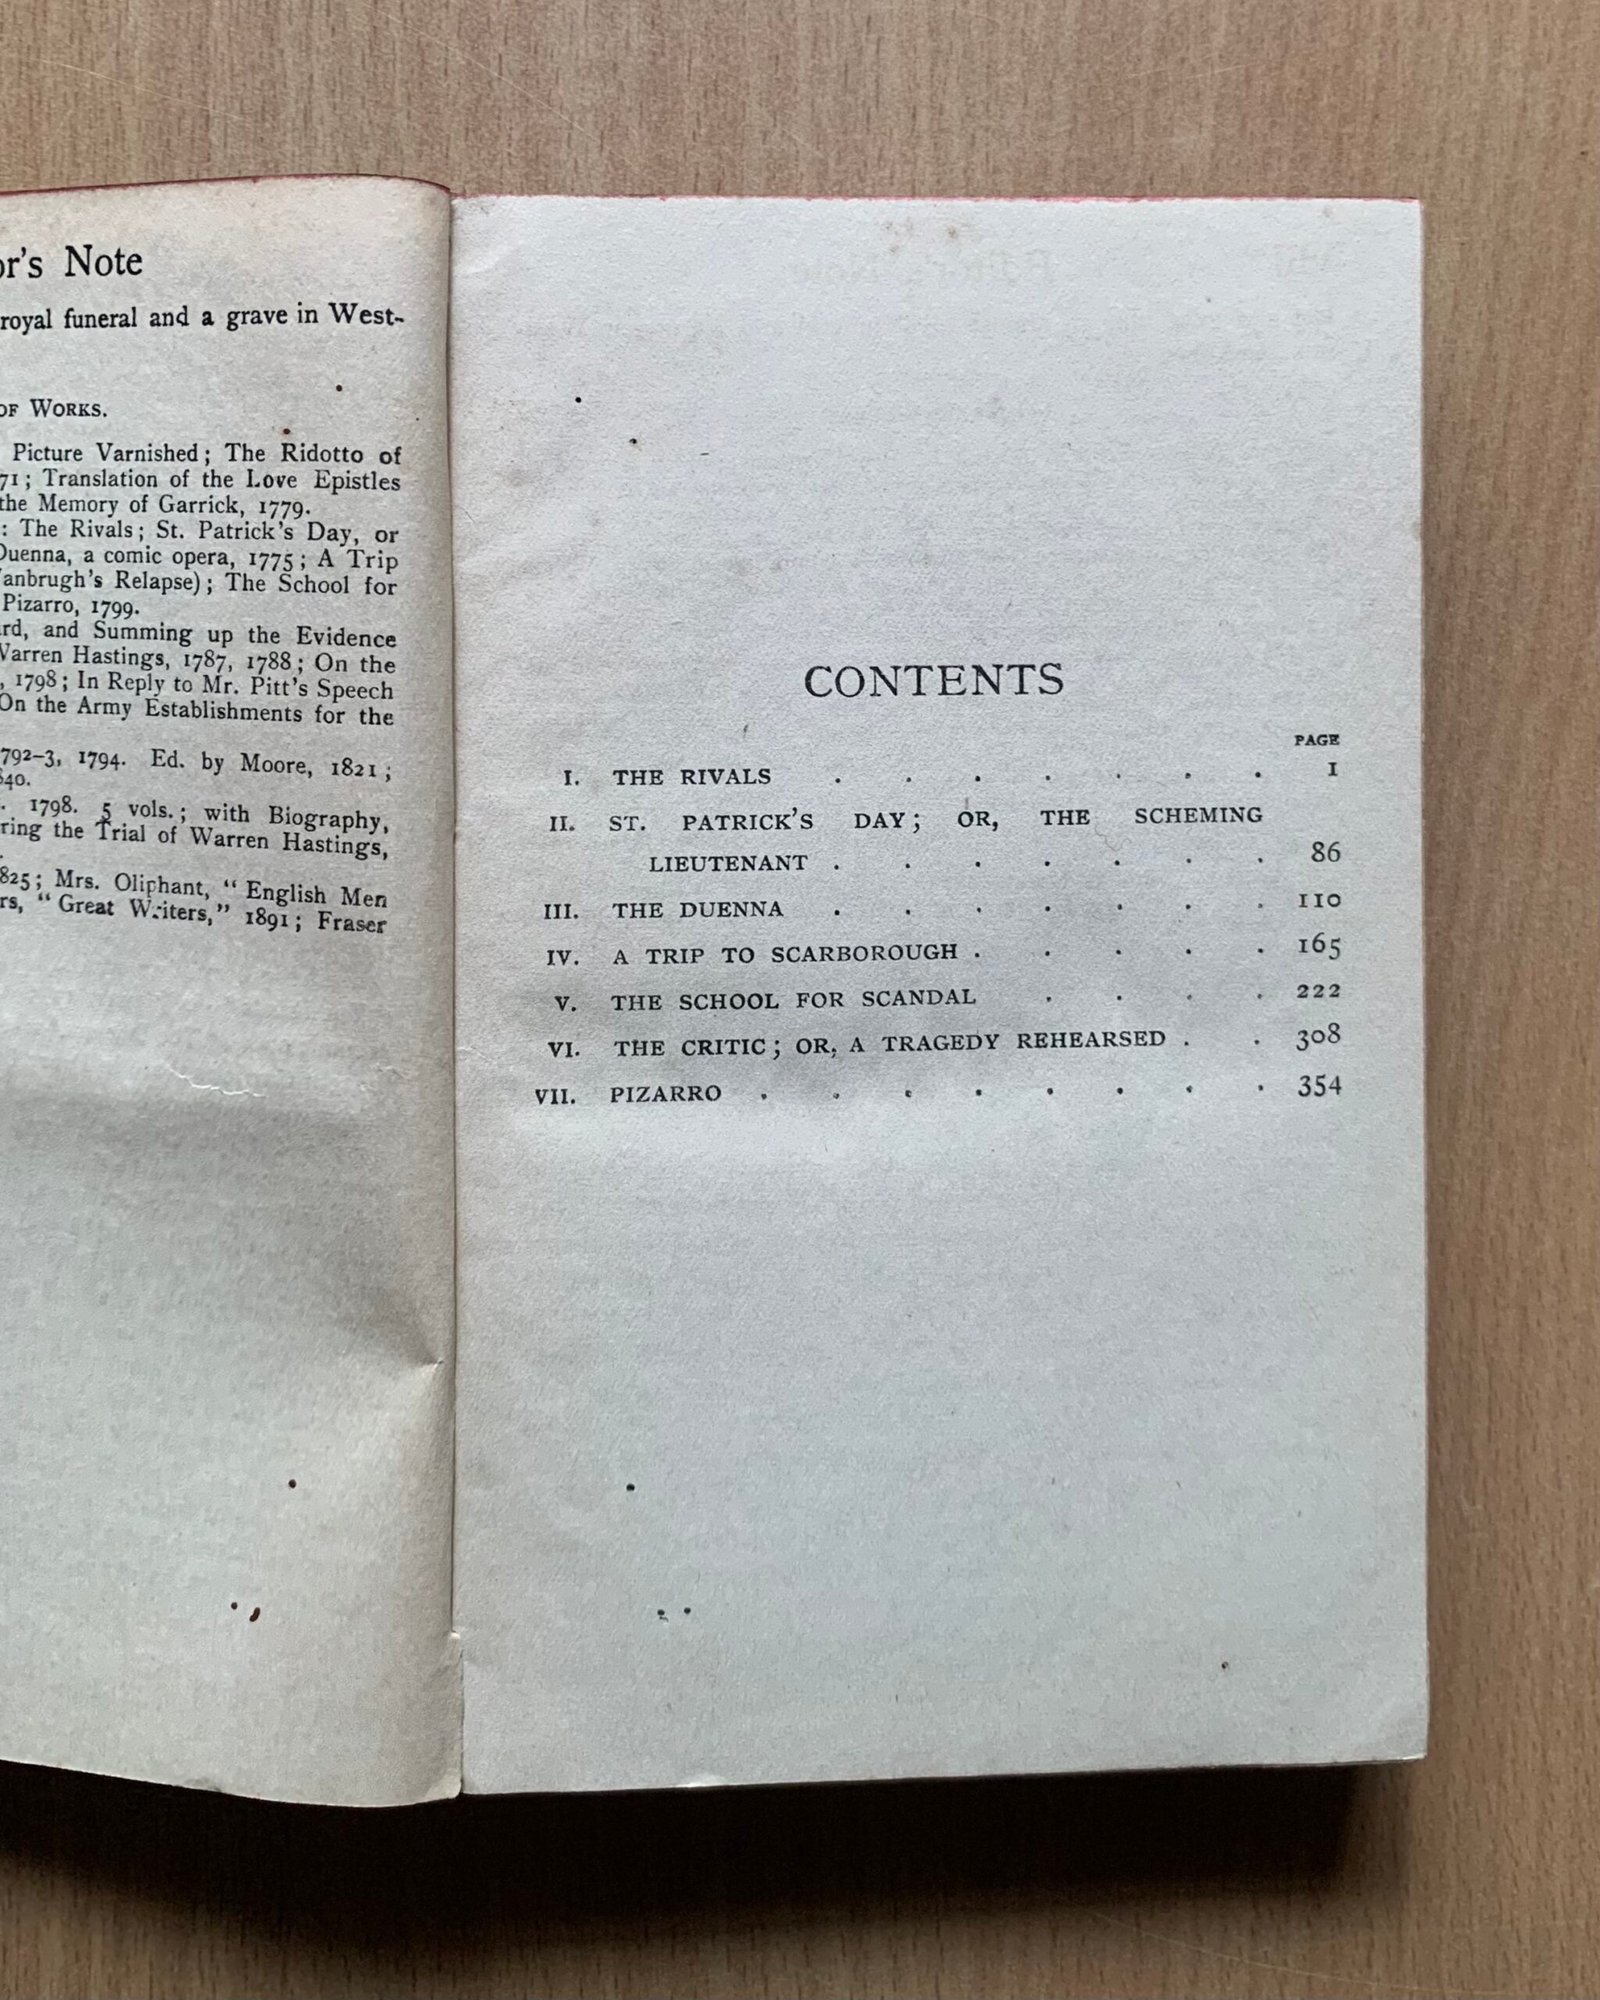 or's Note
royal funeral and a grave in West-
OF WORKS.
Picture Varnished; The Ridotto of
71; Translation of the Love Epistles
the Memory of Garrick, 1779.
: The Rivals; St. Patrick's Day, or
Duenna, a comic opera, 1775; A Trip
Vanbrugh's Relapse); The School for
Pizarro, 1799.
rd, and Summing up the Evidence
Warren Hastings, 1787, 1788; On the
, 1798; In Reply to Mr. Pitt's Speech
On the Army Establishments for the
792-3, 1794. Ed. by Moore, 1821;
840.
. 1798. 5 vols.; with Biography,
ring the Trial of Warren Hastings,
825; Mrs. Oliphant, "English Men
rs, "Great Writers," 1891; Fraser
CONTENTS
PAGE
I. THE RIVALS . . . . . . . 1
II. ST. PATRICK'S DAY; OR, THE SCHEMING
LIEUTENANT . . . . . . . 86
III. THE DUENNA . . . . . . . 110
IV. A TRIP TO SCARBOROUGH . . . . . 165
V. THE SCHOOL FOR SCANDAL . . . . 222
VI. THE CRITIC; OR, A TRAGEDY REHEARSED . . 308
VII. PIZARRO . . . . . . . . 354